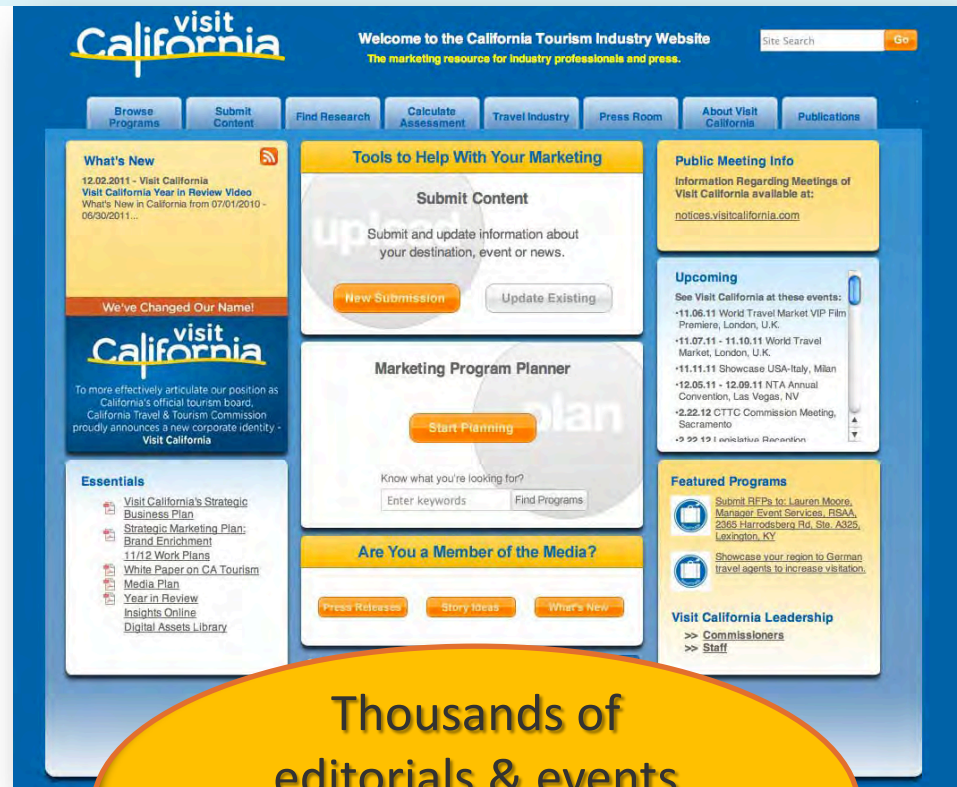 visit
California
Welcome to the California Tourism Industry Website
The marketing resource for industry professionals and press.
Site Search
Go
Browse
Programs
Submit
Content
Find Research
Calculate
Assessment
Travel Industry
Press Room
About Visit
California
Publications
What's New
12.02.2011 - Visit California
Visit California Year in Review Video
What's New in California from 07/01/2010 -
06/30/2011...
We've Changed Our Name!
visit
California
To more effectively articulate our position as
California's official tourism board,
California Travel & Tourism Commission
proudly announces a new corporate identity -
Visit California
Essentials
Visit California's Strategic
Business Plan
Strategic Marketing Plan:
Brand Enrichment
11/12 Work Plans
White Paper on CA Tourism
Media Plan
Year in Review
Insights Online
Digital Assets Library
Tools to Help With Your Marketing
upload
Submit Content
Submit and update information about
your destination, event or news.
New Submission
Update Existing
plan
Marketing Program Planner
Start Planning
Know what you're looking for?
Enter keywords
Find Programs
Are You a Member of the Media?
Press Releases
Story Ideas
What's New
Public Meeting Info
Information Regarding Meetings of
Visit California available at:
notices.visitcalifornia.com
Upcoming
See Visit California at these events:
•11.06.11 World Travel Market VIP Film
Premiere, London, U.K.
•11.07.11 - 11.10.11 World Travel
Market, London, U.K.
•11.11.11 Showcase USA-Italy, Milan
•12.05.11 - 12.09.11 NTA Annual
Convention, Las Vegas, NV
•2.22.12 CTTC Commission Meeting,
Sacramento
•2.22.12 Legislative Reception
Featured Programs
Submit RFPs to: Lauren Moore,
Manager Event Services, RSAA,
2365 Harrodsberg Rd, Ste. A325,
Lexington, KY
Showcase your region to German
travel agents to increase visitation.
Visit California Leadership
>> Commissioners
>> Staff
Thousands of
editorials & events